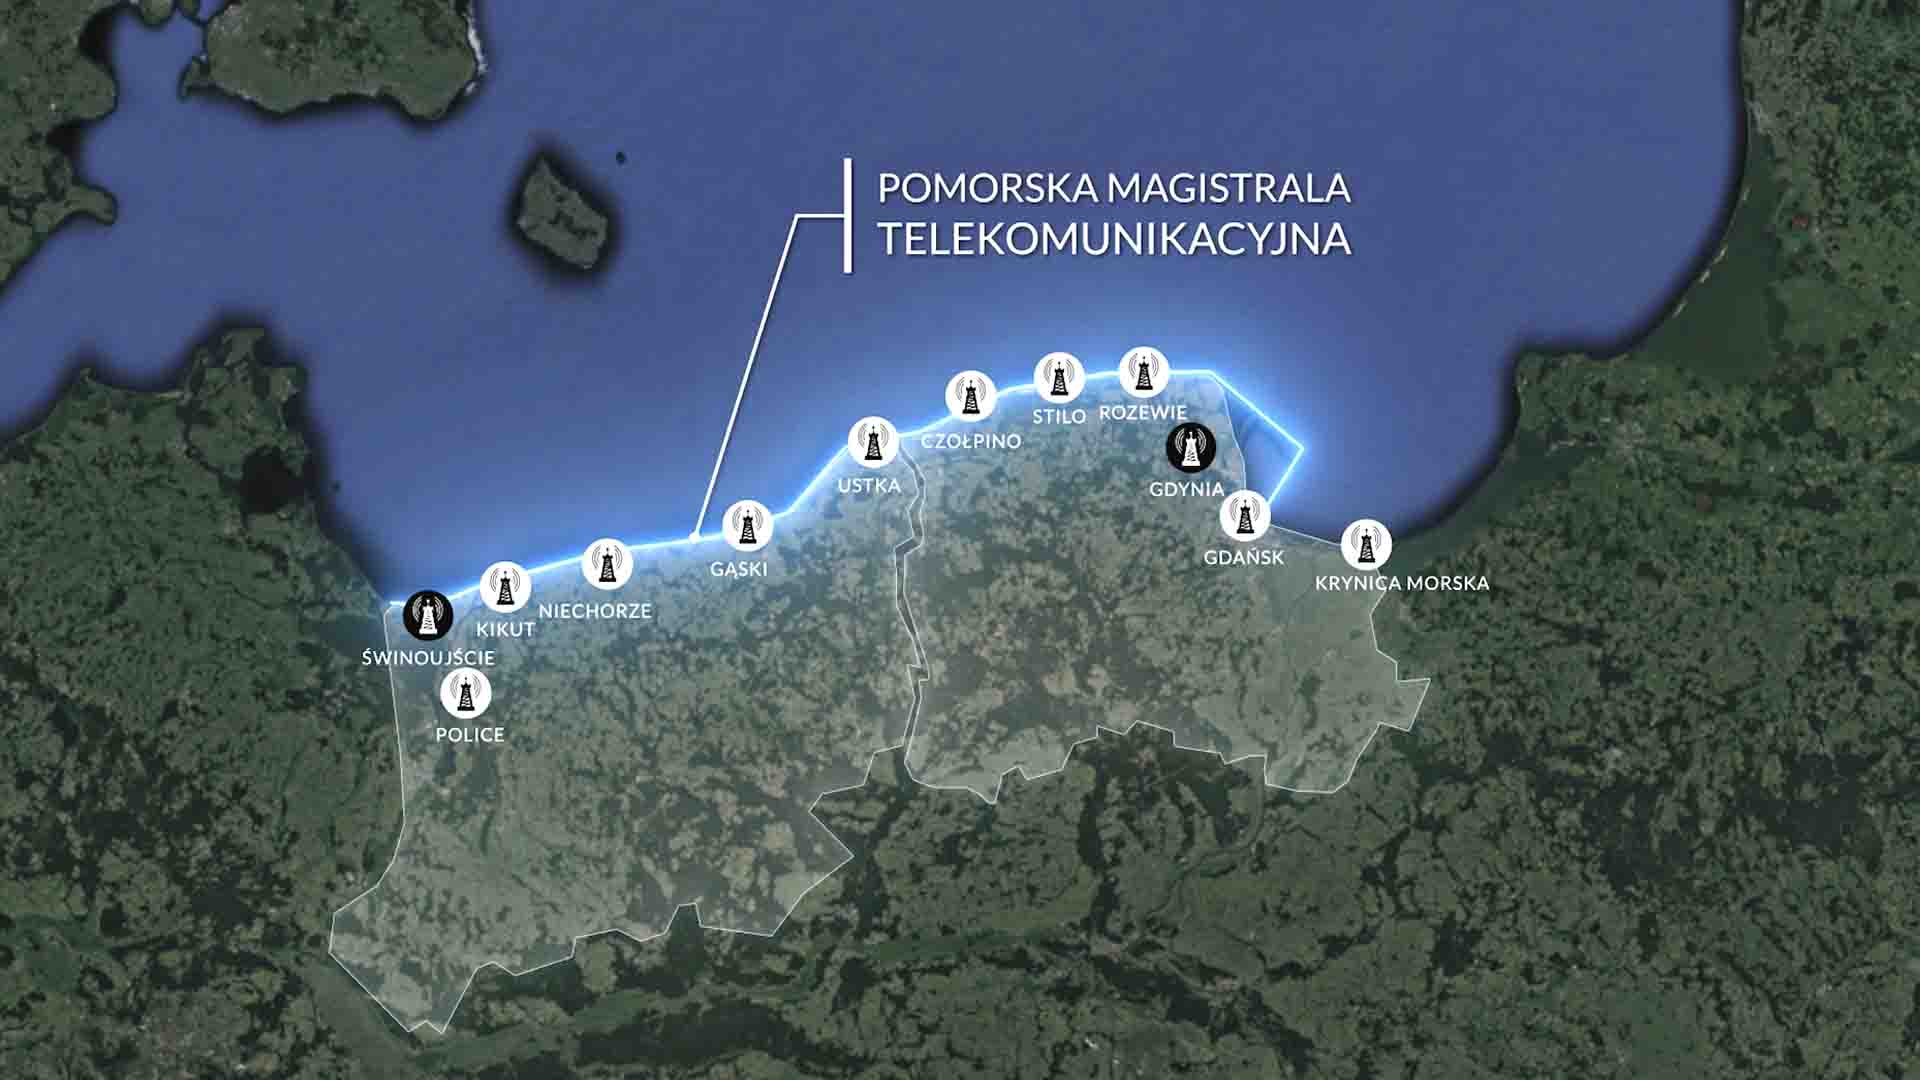 POMORSKA MAGISTRALA
TELEKOMUNIKACYJNA
STILO
ROZEWIE
CZOŁPINO
USTKA
GDYNIA
GDAŃSK
GĄSKI
KRYNICA MORSKA
NIECHORZE
KIKUT
ŚWINOUJŚCIE
POLICE